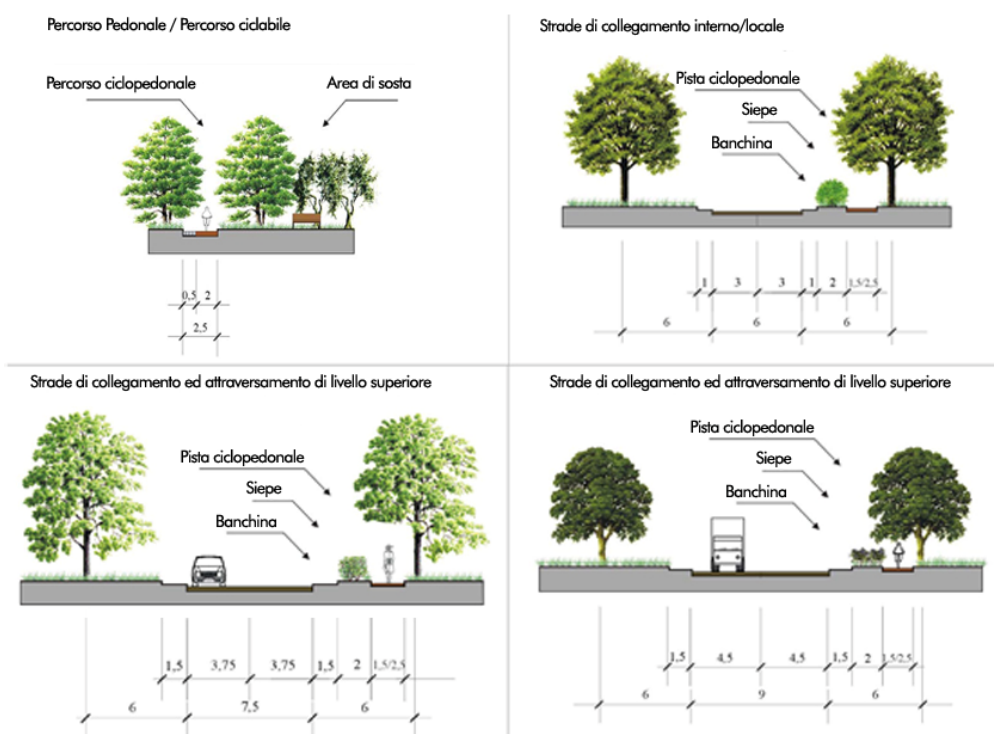 Percorso Pedonale / Percorso ciclabile
Percorso ciclopedonale
Area di sosta
0,5 2
2,5
Strade di collegamento interno/locale
Pista ciclopedonale
Siepe
Banchina
1 3 3 1 2 1,5/2,5
6 6 6
Strade di collegamento ed attraversamento di livello superiore
Pista ciclopedonale
Siepe
Banchina
1,5 3,75 3,75 1,5 2 1,5/2,5
6 7,5 6
Strade di collegamento ed attraversamento di livello superiore
Pista ciclopedonale
Siepe
Banchina
1,5 4,5 4,5 1,5 2 1,5/2,5
6 9 6